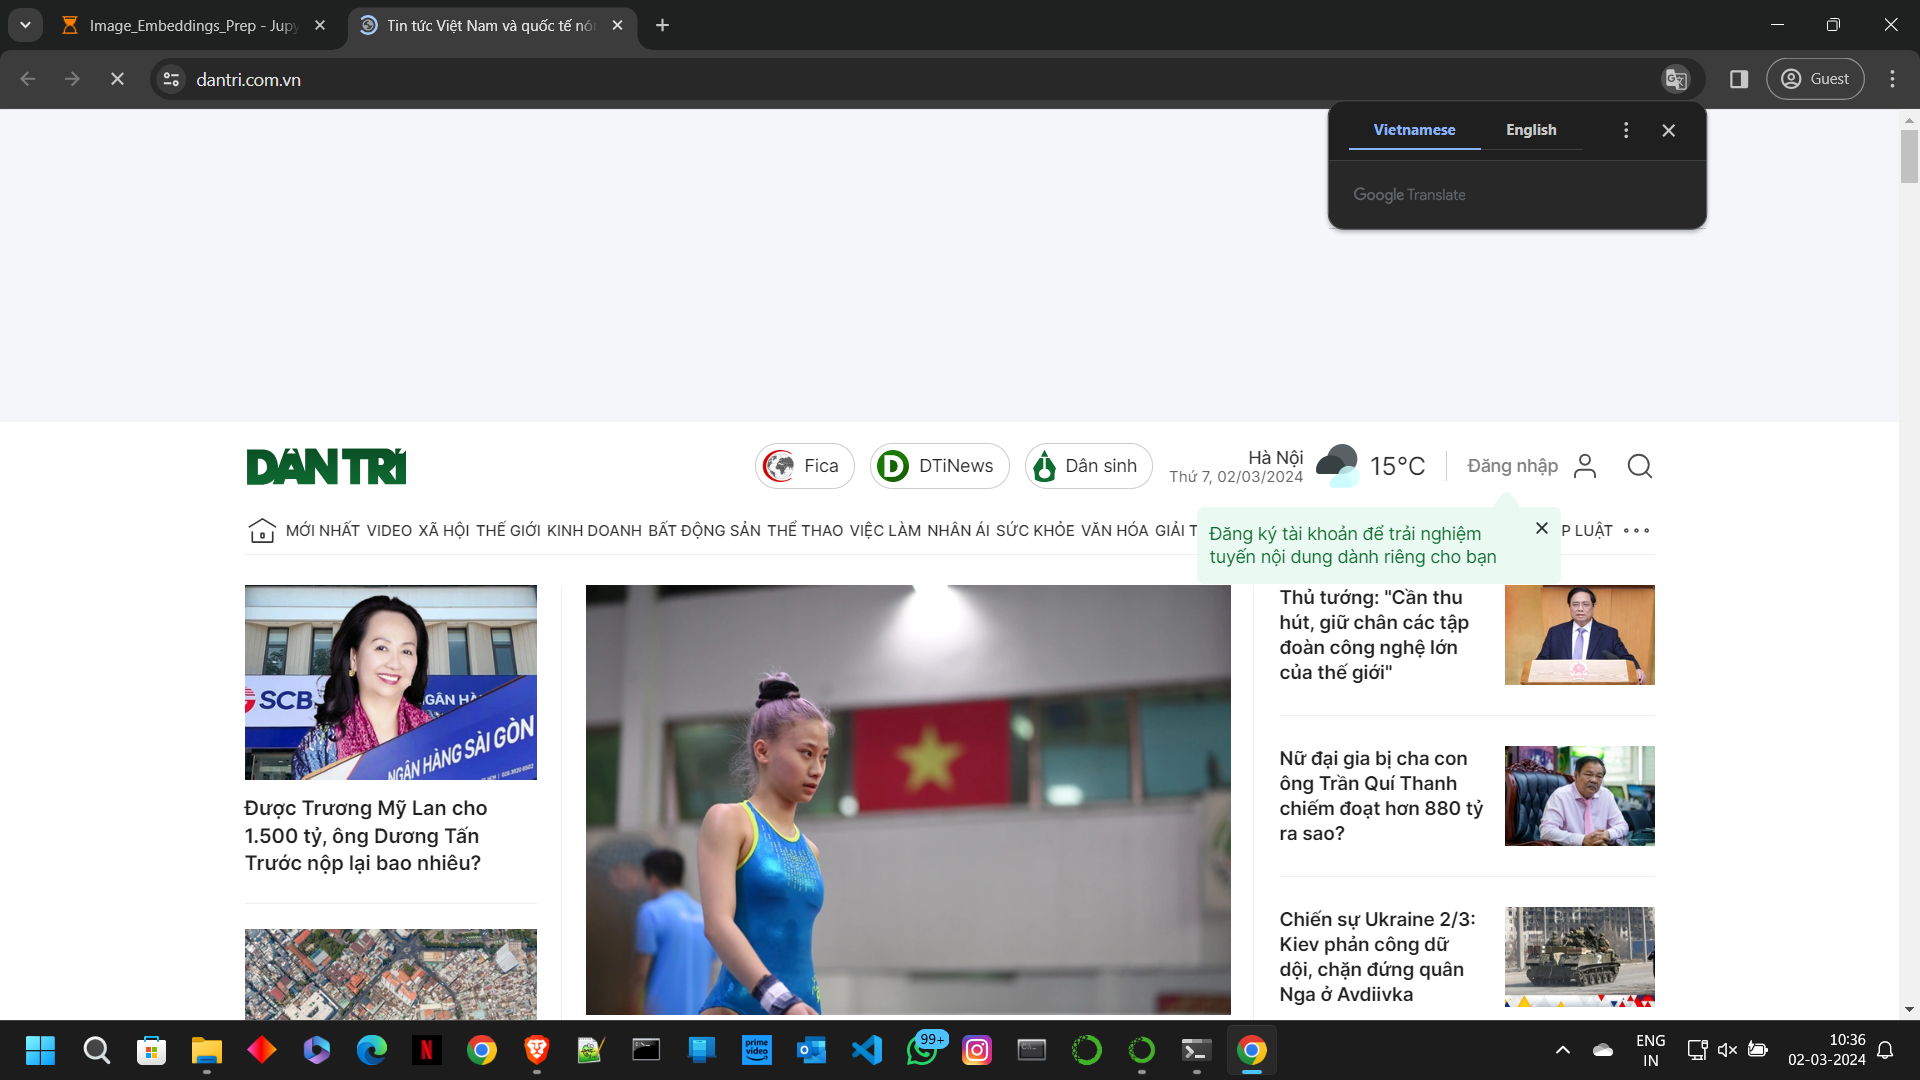 Image_Embeddings_Prep - Jupy
Tin tức Việt Nam và quốc tế nó
dantri.com.vn
Guest
Vietnamese
English
Google Translate
DÂN TRÍ
Fica
DTiNews
Dân sinh
Hà Nội
Thứ 7, 02/03/2024
15°C
Đăng nhập
MỚI NHẤT VIDEO XÃ HỘI THẾ GIỚI KINH DOANH BẤT ĐỘNG SẢN THỂ THAO VIỆC LÀM NHÂN ÁI SỨC KHỎE VĂN HÓA GIẢI T
P LUẬT
Đăng ký tài khoản để trải nghiệm
tuyến nội dung dành riêng cho bạn
SCB
NGÂN HÀ
NGÂN HÀNG SÀI GÒN
Được Trương Mỹ Lan cho
1.500 tỷ, ông Dương Tấn
Trước nộp lại bao nhiêu?
Thủ tướng: "Cần thu
hút, giữ chân các tập
đoàn công nghệ lớn
của thế giới"
Nữ đại gia bị cha con
ông Trần Quí Thanh
chiếm đoạt hơn 880 tỷ
ra sao?
Chiến sự Ukraine 2/3:
Kiev phản công dữ
dội, chặn đứng quân
Nga ở Avdiivka
prime
video
99+
ENG
IN
10:36
02-03-2024